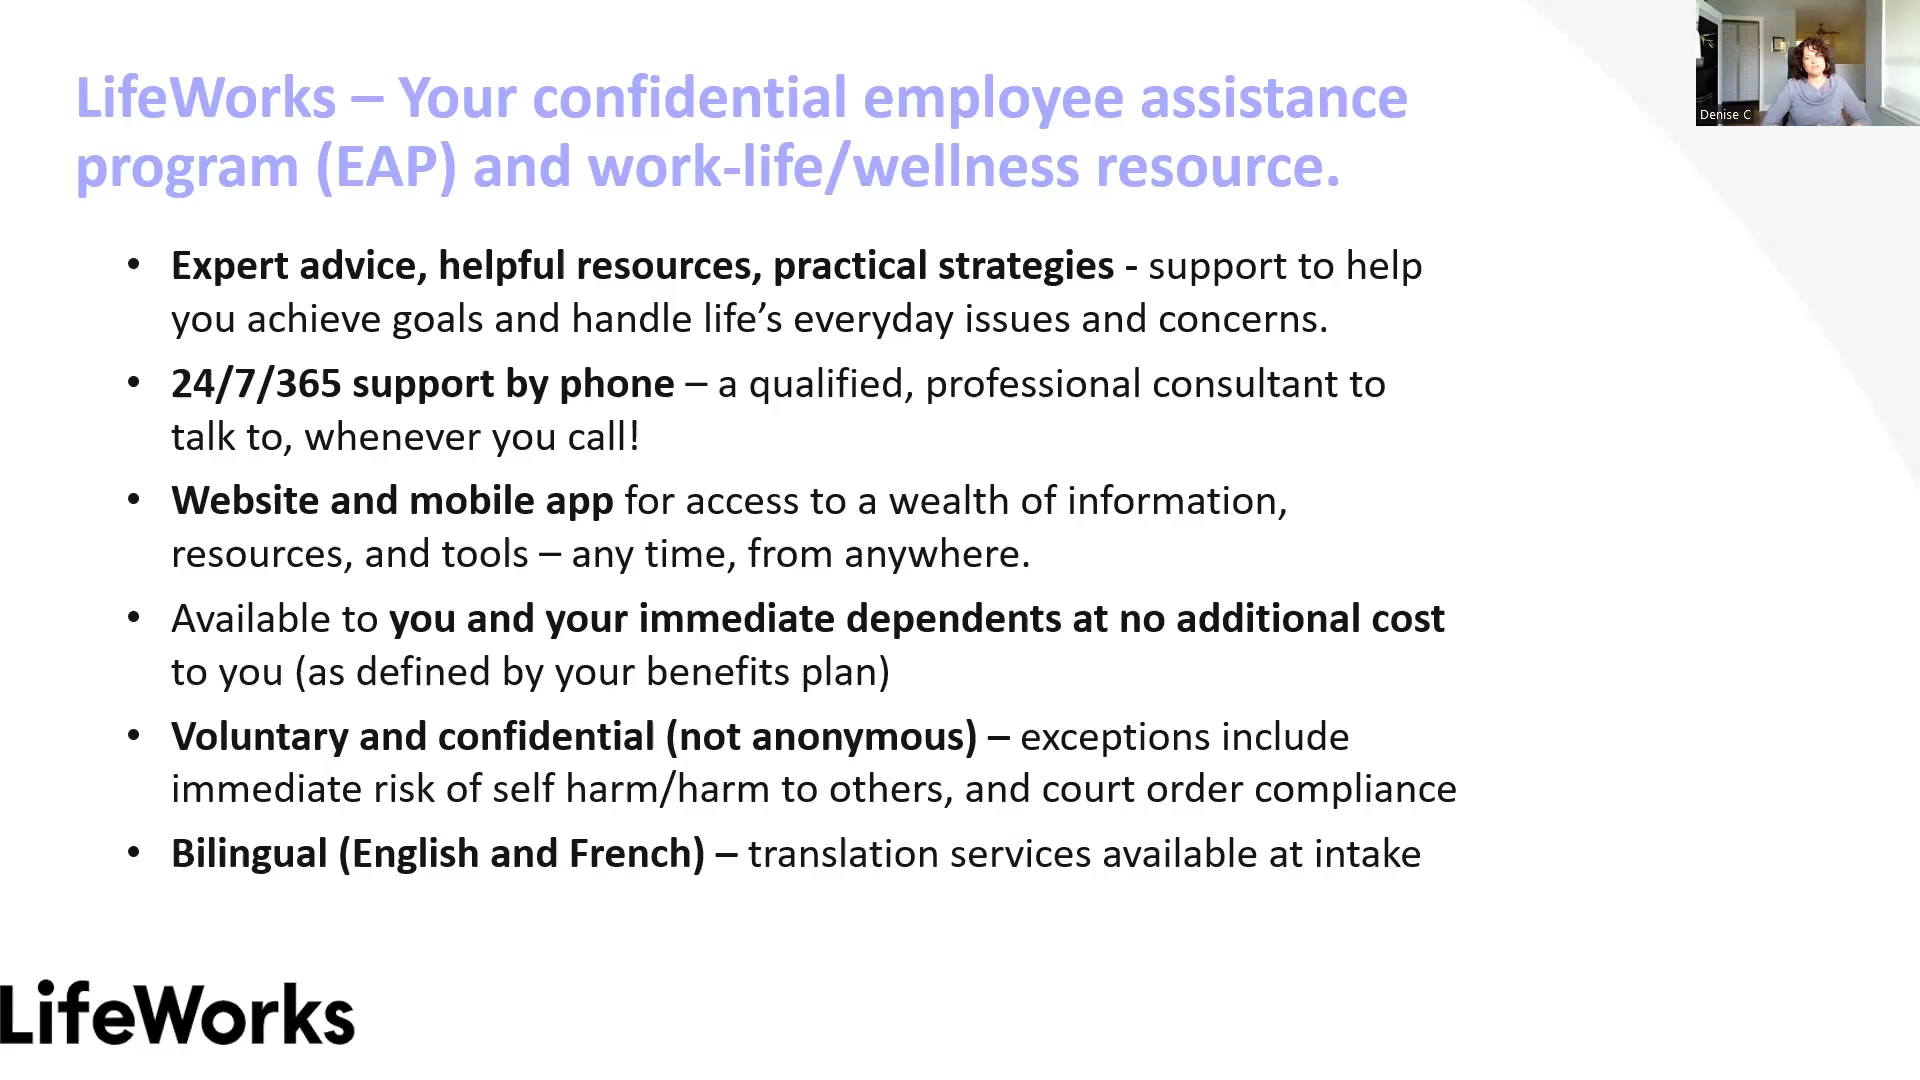 LifeWorks – Your confidential employee assistance
program (EAP) and work-life/wellness resource.
• Expert advice, helpful resources, practical strategies - support to help
you achieve goals and handle life’s everyday issues and concerns.
• 24/7/365 support by phone – a qualified, professional consultant to
talk to, whenever you call!
• Website and mobile app for access to a wealth of information,
resources, and tools – any time, from anywhere.
• Available to you and your immediate dependents at no additional cost
to you (as defined by your benefits plan)
• Voluntary and confidential (not anonymous) – exceptions include
immediate risk of self harm/harm to others, and court order compliance
• Bilingual (English and French) – translation services available at intake
LifeWorks
Denise C